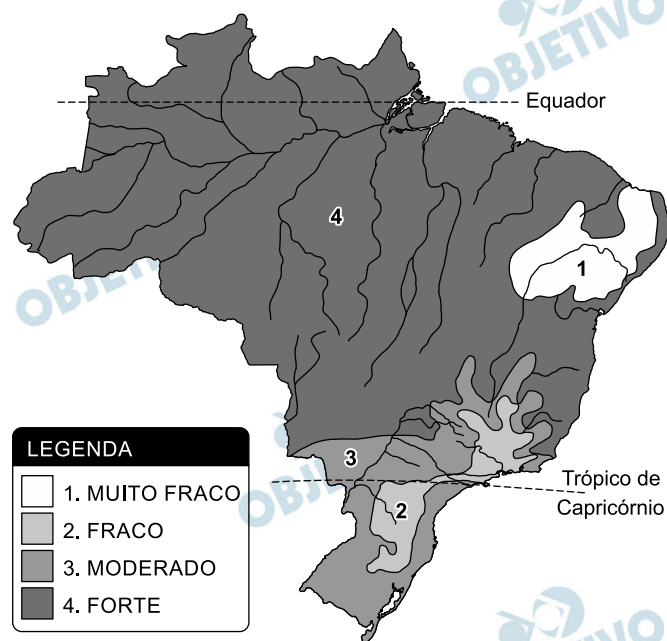 OBJETIVO
Equador
4
1
OBJETIVO
3
LEGENDA
1. MUITO FRACO
2. FRACO
3. MODERADO
4. FORTE
OBJETIVO
2
Trópico de
Capricórnio